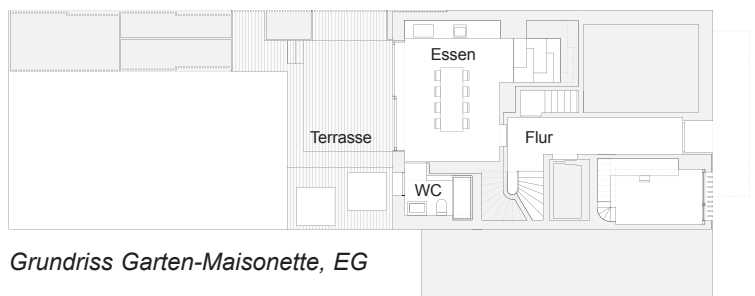 Essen
Terrasse
Flur
WC
Grundriss Garten-Maisonette, EG